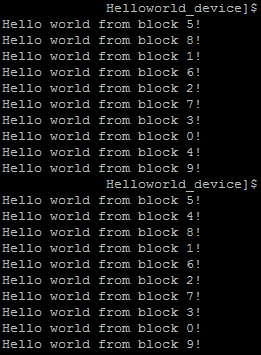 Helloworld_device]$
Hello world from block 5!
Hello world from block 8!
Hello world from block 1!
Hello world from block 6!
Hello world from block 2!
Hello world from block 7!
Hello world from block 3!
Hello world from block 0!
Hello world from block 4!
Hello world from block 9!
Helloworld_device]$
Hello world from block 5!
Hello world from block 4!
Hello world from block 8!
Hello world from block 1!
Hello world from block 6!
Hello world from block 2!
Hello world from block 7!
Hello world from block 3!
Hello world from block 0!
Hello world from block 9!